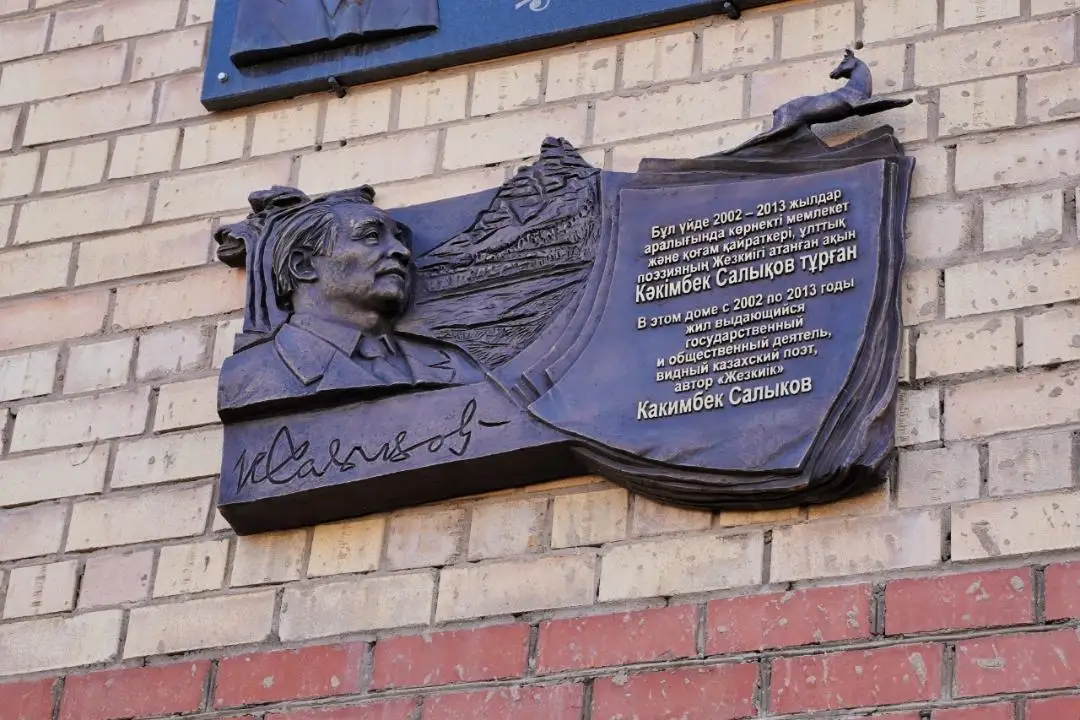 Бұл үйде 2002 – 2013 жылдар
аралығында көрнекті мемлекет
және қоғам қайраткері, ұлттық
поэзияның Жезкиігі атанған ақын
Кәкімбек Салықов тұрған
В этом доме с 2002 по 2013 годы
жил выдающийся
государственный
и общественный деятель,
видный казахский поэт,
автор «Жезкиік»
Какимбек Салыков
КСалыков